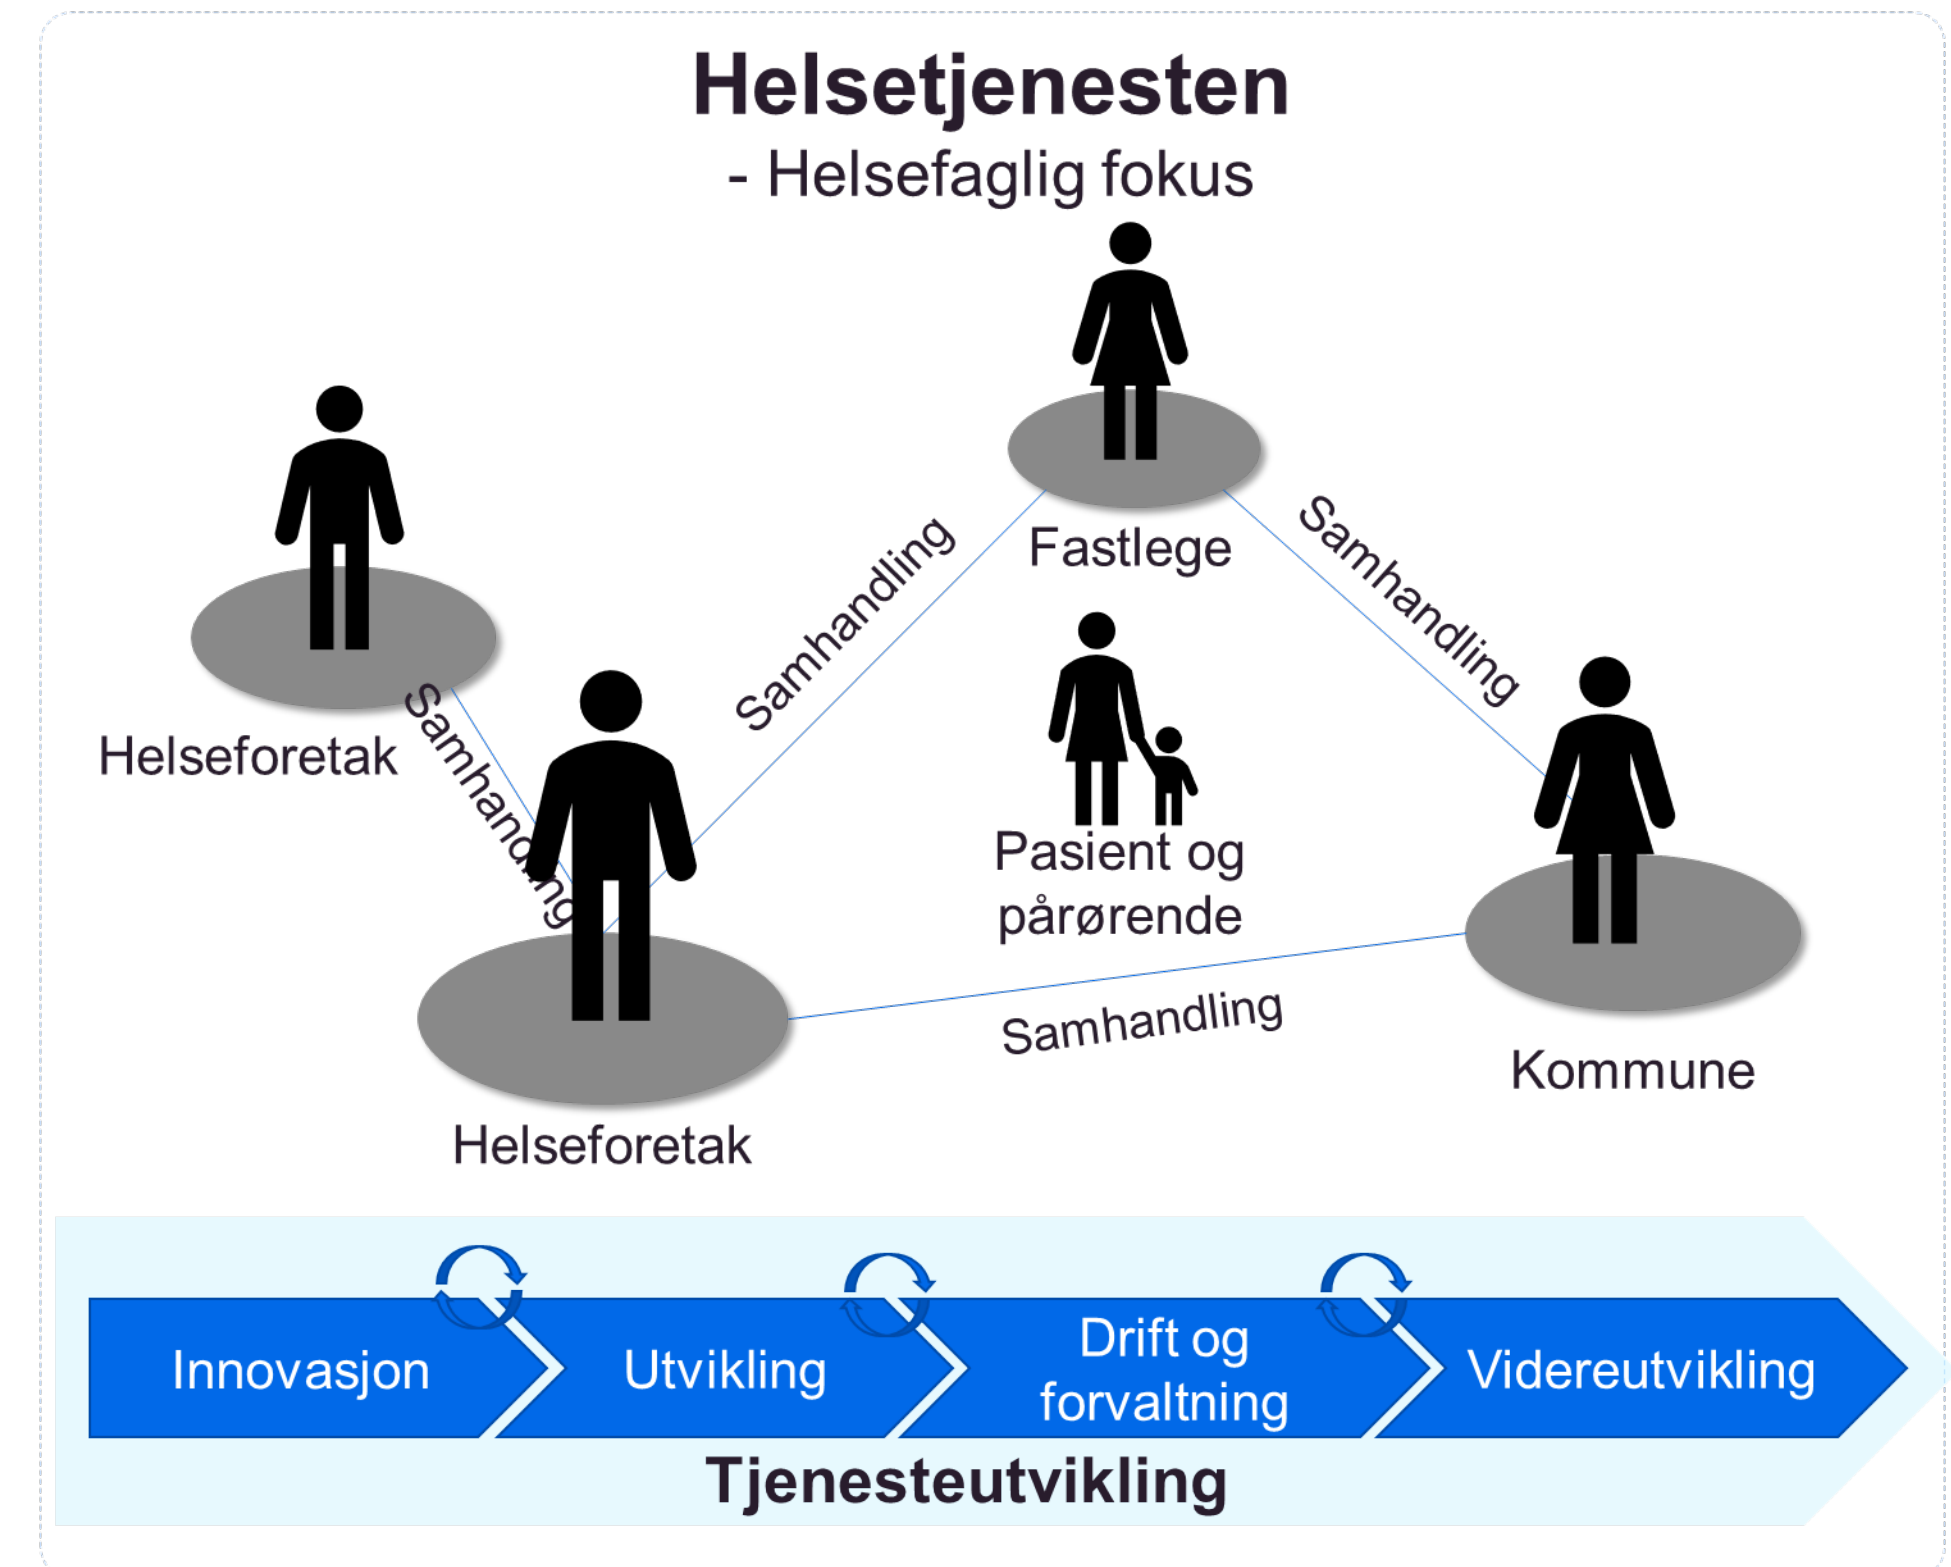 Helsetjenesten
- Helsefaglig fokus
Fastlege
Samhandling
Samhandling
Helseforetak
Samhandling
Pasient og
pårørende
Samhandling
Kommune
Helseforetak
Innovasjon
Utvikling
Drift og
forvaltning
Videreutvikling
Tjenesteutvikling